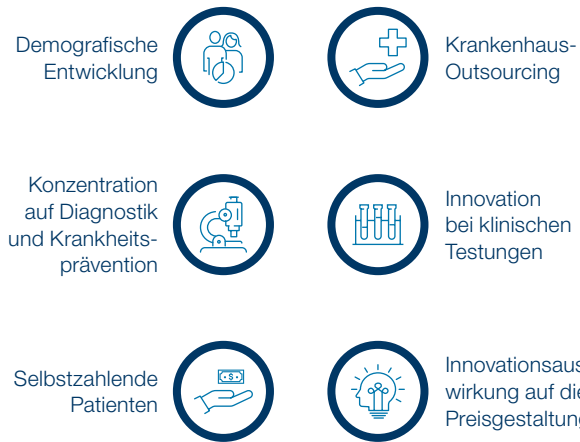 Demografische
Entwicklung
Krankenhaus-
Outsourcing
Konzentration
auf Diagnostik
und Krankheits-
prävention
Innovation
bei klinischen
Testungen
Selbstzahlende
Patienten
$
Innovationsaus
wirkung auf die
Preisgestaltung